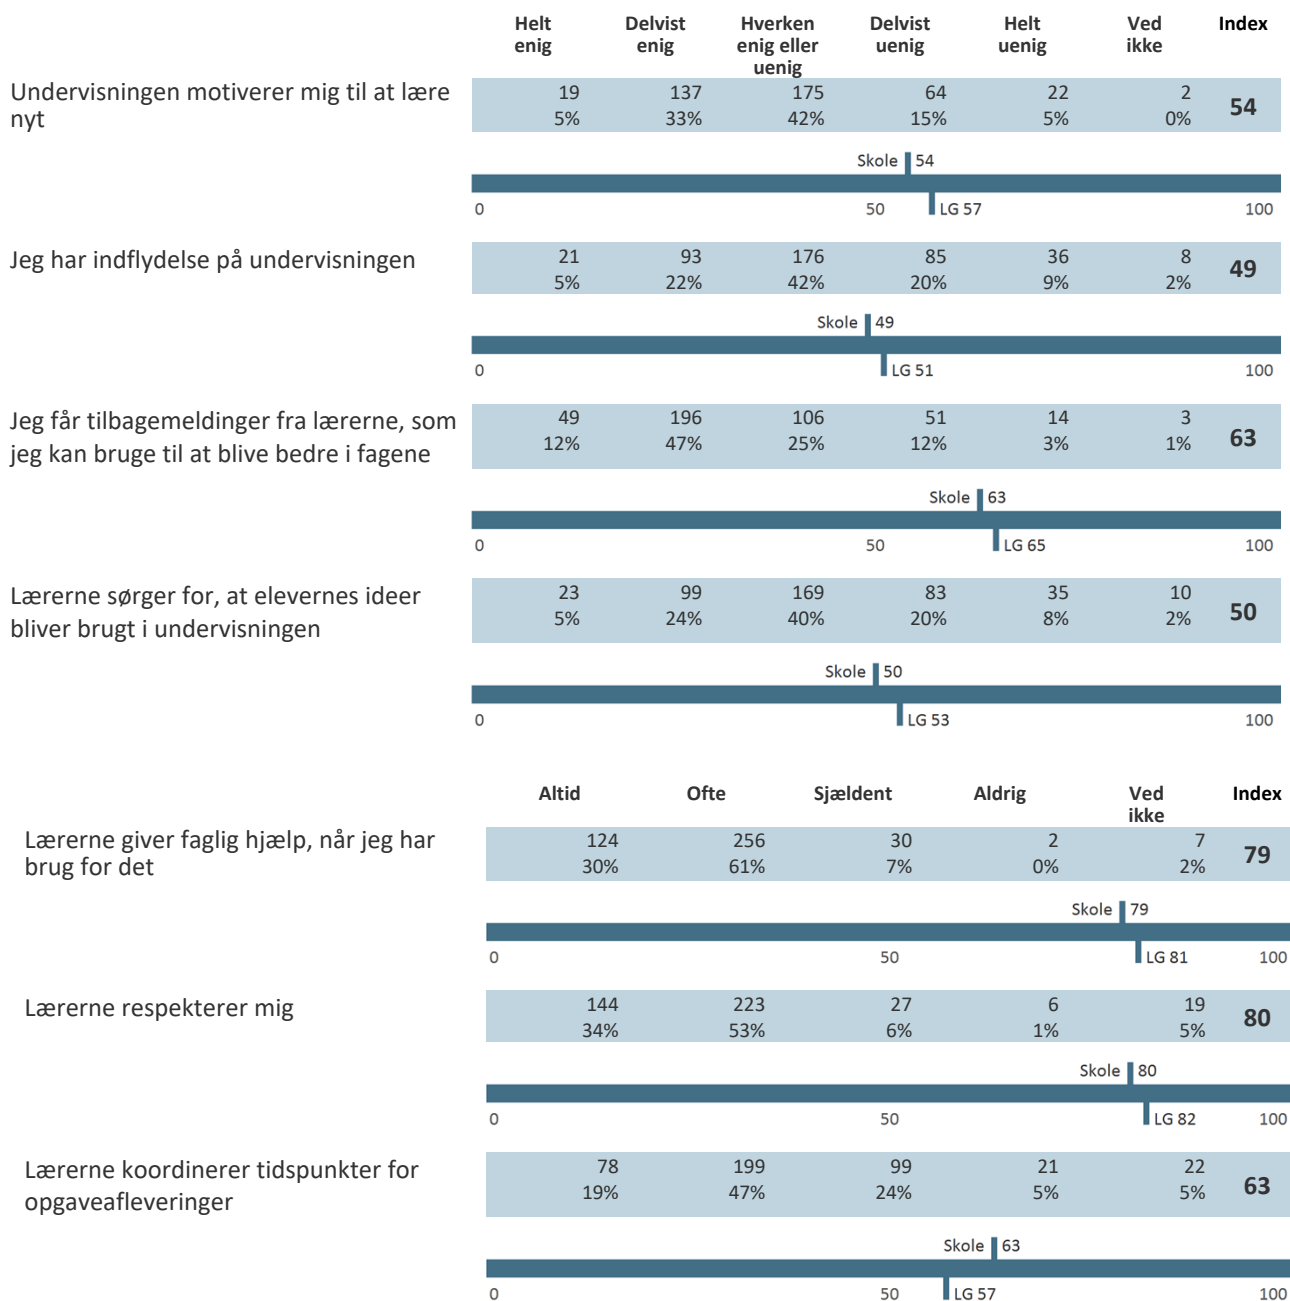 Helt Delvist Hverken Delvist Helt Ved Index
enig enig enig eller uenig uenig ikke
uenig
Undervisningen motiverer mig til at lære
nyt
19 137 175 64 22 2
5% 33% 42% 15% 5% 0%
54
Skole 54
0 50 LG 57 100
Jeg har indflydelse på undervisningen
21 93 176 85 36 8
5% 22% 42% 20% 9% 2%
49
Skole 49
0 LG 51 100
Jeg får tilbagemeldinger fra lærerne, som
jeg kan bruge til at blive bedre i fagene
49 196 106 51 14 3
12% 47% 25% 12% 3% 1%
63
Skole 63
0 50 LG 65 100
Lærerne sørger for, at elevernes ideer
bliver brugt i undervisningen
23 99 169 83 35 10
5% 24% 40% 20% 8% 2%
50
Skole 50
0 LG 53 100
Altid Ofte Sjældent Aldrig Ved Index
ikke
Lærerne giver faglig hjælp, når jeg har
brug for det
124 256 30 2 7
30% 61% 7% 0% 2%
79
Skole 79
0 50 LG 81 100
Lærerne respekterer mig
144 223 27 6 19
34% 53% 6% 1% 5%
80
Skole 80
0 50 LG 82 100
Lærerne koordinerer tidspunkter for
opgaveafleveringer
78 199 99 21 22
19% 47% 24% 5% 5%
63
Skole 63
0 50 LG 57 100